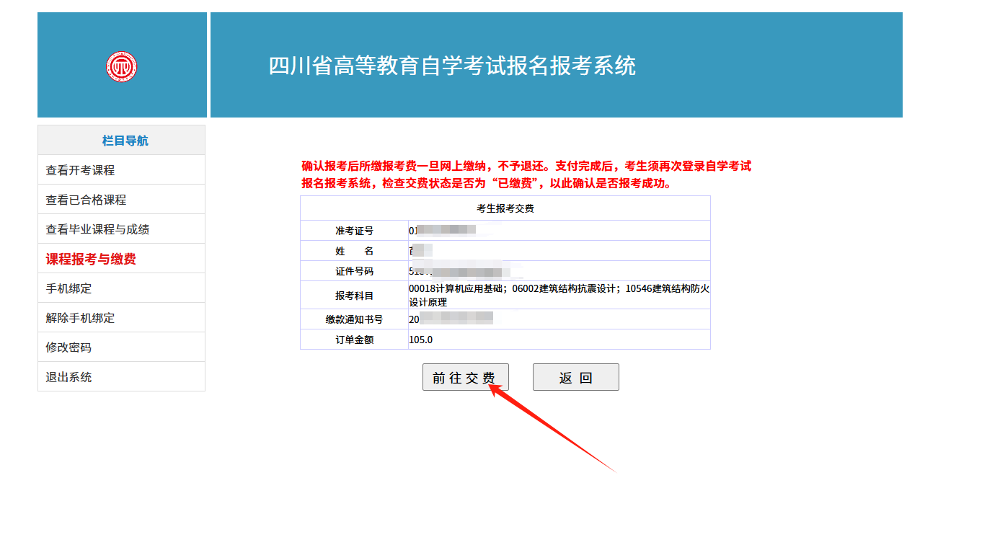 四川省高等教育自学考试报名报考系统
栏目导航
查看开考课程
查看已合格课程
查看毕业课程与成绩
课程报考与缴费
手机绑定
解除手机绑定
修改密码
退出系统
确认报考后所缴报考费一旦网上缴纳，不予退还。支付完成后，考生须再次登录自学考试
报名报考系统，检查交费状态是否为“已缴费”，以此确认是否报考成功。
考生报考交费
准考证号 01
姓 名
证件号码
报考科目 00018计算机应用基础；06002建筑结构抗震设计；10546建筑结构防火
设计原理
缴款通知书号 20
订单金额 105.0
前往交费 返 回